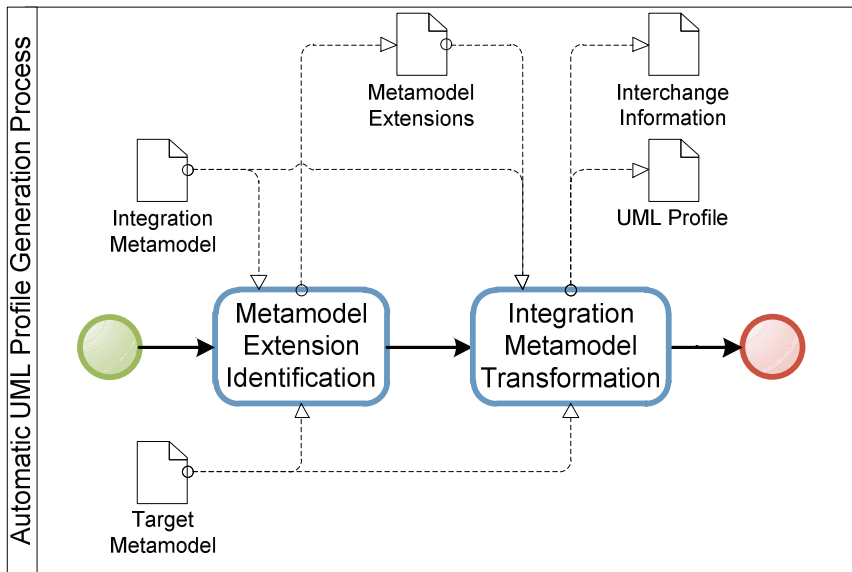 Automatic UML Profile Generation Process
Metamodel
Extensions
Interchange
Information
Integration
Metamodel
UML Profile
Metamodel
Extension
Identification
Integration
Metamodel
Transformation
Target
Metamodel